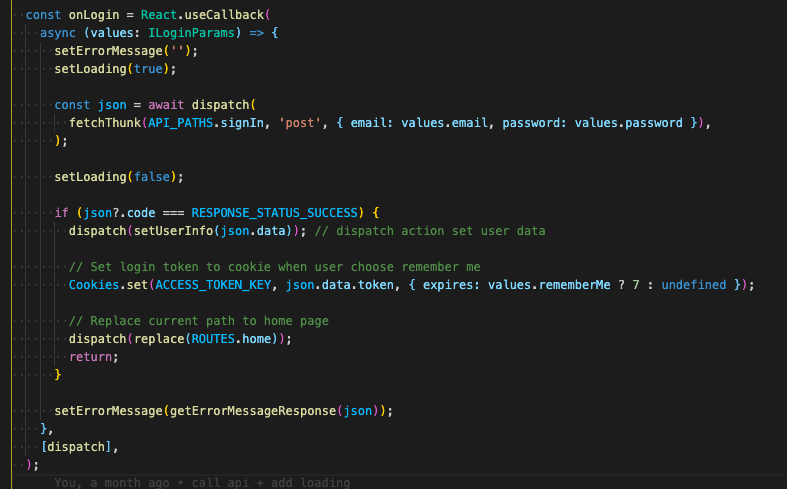 const onLogin = React.useCallback(
async (values: ILoginParams) => {
setErrorMessage('');
setLoading(true);
const json = await dispatch(
fetchThunk(API_PATHS.signIn, 'post', { email: values.email, password: values.password }),
);
setLoading(false);
if (json?.code === RESPONSE_STATUS_SUCCESS) {
dispatch(setUserInfo(json.data)); // dispatch action set user data
// Set login token to cookie when user choose remember me
Cookies.set(ACCESS_TOKEN_KEY, json.data.token, { expires: values.rememberMe ? 7 : undefined });
// Replace current path to home page
dispatch(replace(ROUTES.home));
return;
}
setErrorMessage(getErrorMessageResponse(json));
},
[dispatch],
);
You, a month ago • call api + add loading